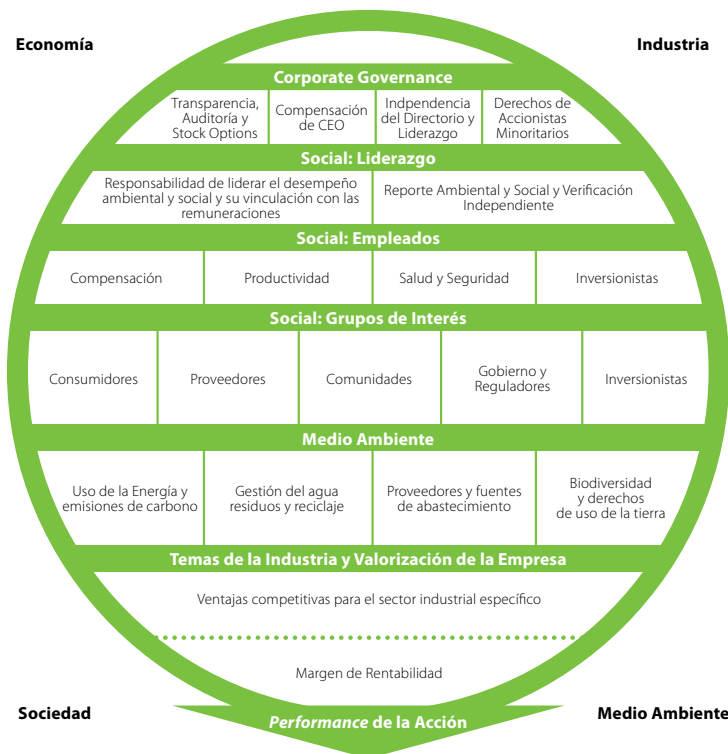 Economía
Industria
Corporate Governance
Transparencia,
Auditoría y
Stock Options
Compensación
de CEO
Indpendencia
del Directorio y
Liderazgo
Derechos de
Accionistas
Minoritarios
Social: Liderazgo
Responsabilidad de liderar el desempeño
ambiental y social y su vinculación con las
remuneraciones
Reporte Ambiental y Social y Verificación
Independiente
Social: Empleados
Compensación
Productividad
Salud y Seguridad
Inversionistas
Social: Grupos de Interés
Consumidores
Proveedores
Comunidades
Gobierno y
Reguladores
Inversionistas
Medio Ambiente
Uso de la Energía y
emisiones de carbono
Gestión del agua
residuos y reciclaje
Proveedores y fuentes
de abastecimiento
Biodiversidad
y derechos
de uso de la tierra
Temas de la Industria y Valorización de la Empresa
Ventajas competitivas para el sector industrial específico
Margen de Rentabilidad
Sociedad
Performance de la Acción
Medio Ambiente